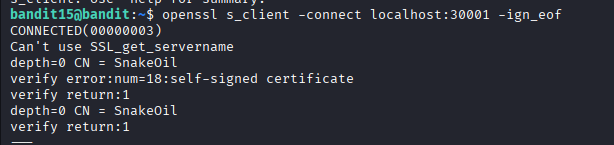 s_client: Use -help for summary.
bandit15@bandit:~$ openssl s_client -connect localhost:30001 -ign_eof
CONNECTED(00000003)
Can't use SSL_get_servername
depth=0 CN = SnakeOil
verify error:num=18:self-signed certificate
verify return:1
depth=0 CN = SnakeOil
verify return:1
---